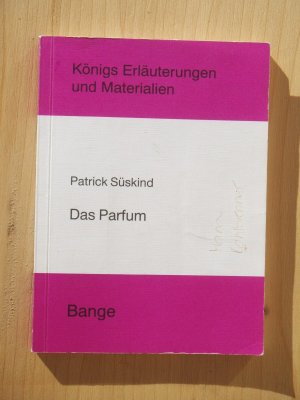 Königs Erläuterungen
und Materialien
Patrick Süskind
Das Parfum
Bange